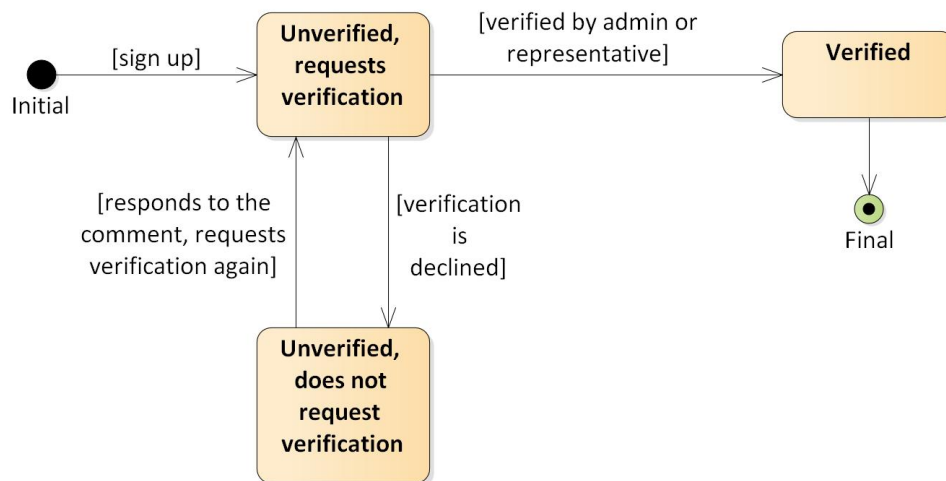 [sign up]
Initial
Unverified,
requests
verification
[verified by admin or
representative]
Verified
Final
[responds to the
comment, requests
verification again]
[verification
is
declined]
Unverified,
does not
request
verification